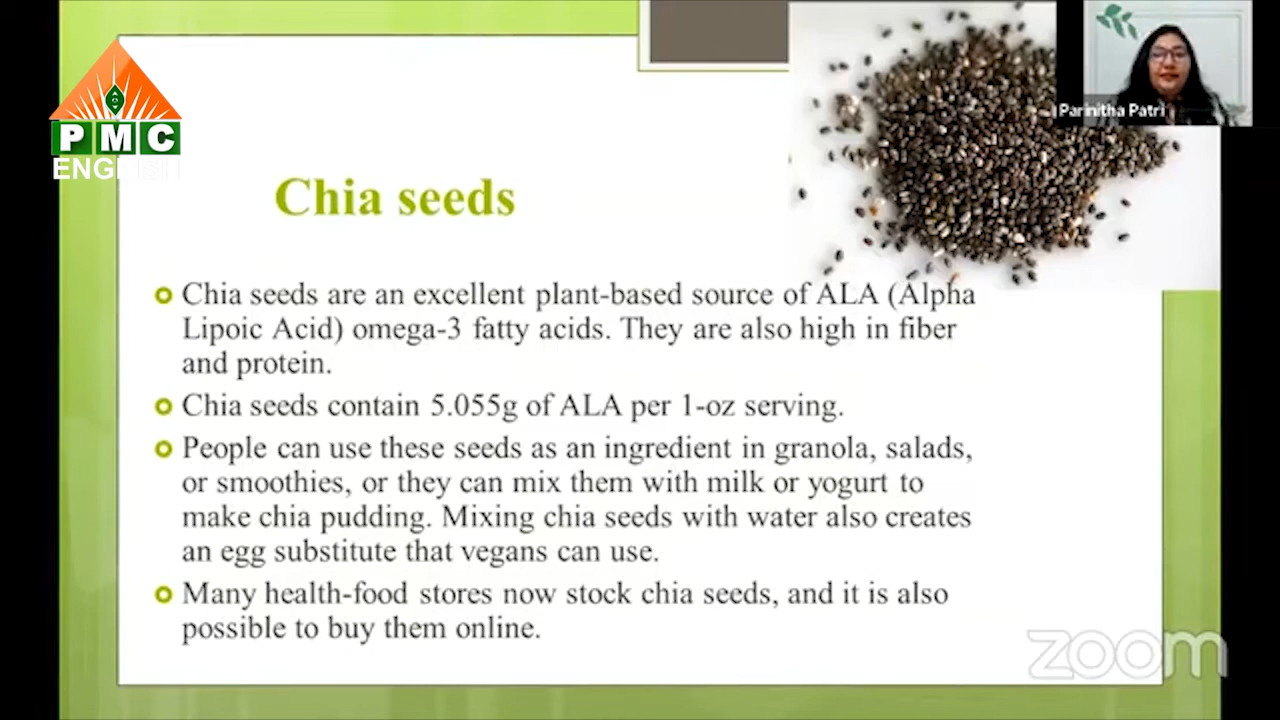 PMC
ENGLISH
Parinitha Patri
Chia seeds
Chia seeds are an excellent plant-based source of ALA (Alpha
Lipoic Acid) omega-3 fatty acids. They are also high in fiber
and protein.
Chia seeds contain 5.055g of ALA per 1-oz serving.
People can use these seeds as an ingredient in granola, salads,
or smoothies, or they can mix them with milk or yogurt to
make chia pudding. Mixing chia seeds with water also creates
an egg substitute that vegans can use.
Many health-food stores now stock chia seeds, and it is also
possible to buy them online.
zoom